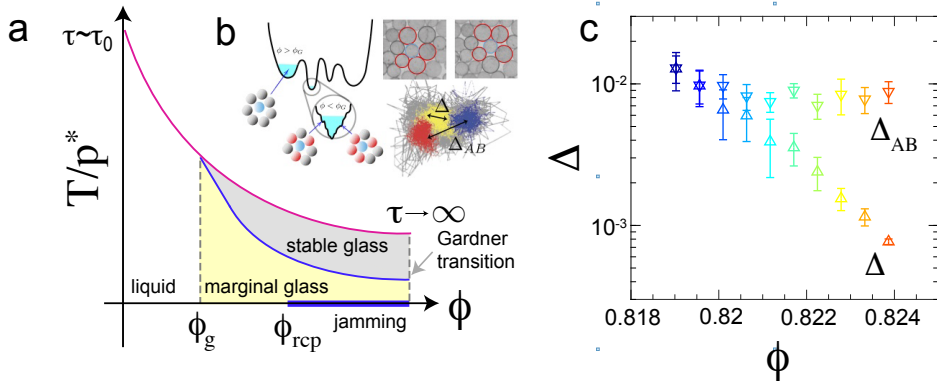 a
τ~τ₀
T/p*
τ→∞
stable glass
Gardner
transition
liquid
marginal glass
jamming
ϕ
ϕg
ϕrcp
b
ϕ > ϕG
ϕ < ϕG
Δ
ΔAB
c
Δ
10⁻²
10⁻³
ΔAB
Δ
0.818
0.82
0.822
0.824
ϕ